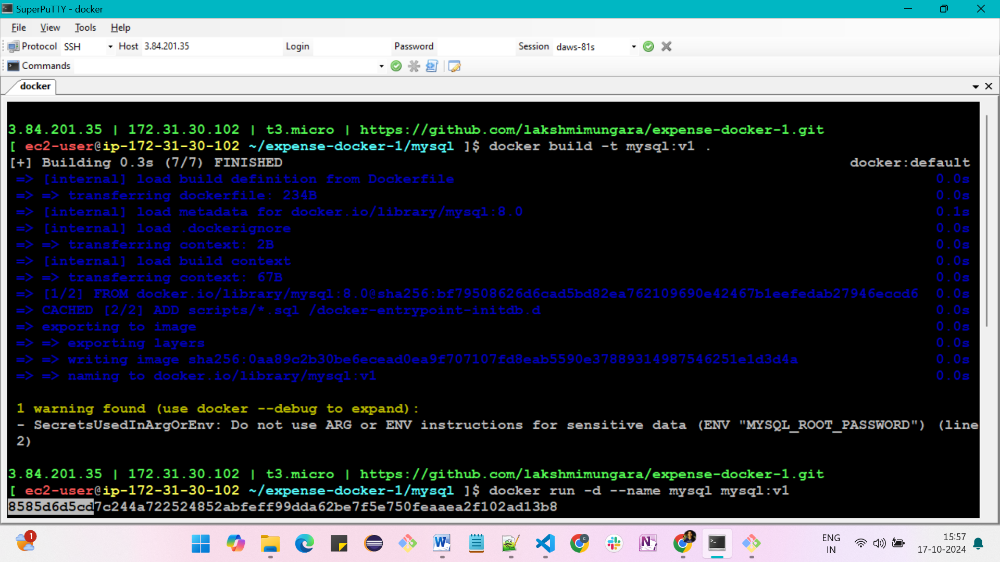 SuperPuTTY - docker
File View Tools Help
Protocol SSH Host 3.84.201.35 Login Password Session daws-81s
Commands
docker
3.84.201.35 | 172.31.30.102 | t3.micro | https://github.com/lakshmimungara/expense-docker-1.git
[ ec2-user@ip-172-31-30-102 ~/expense-docker-1/mysql ]$ docker build -t mysql:v1 .
[+] Building 0.3s (7/7) FINISHED docker:default
=> [internal] load build definition from Dockerfile 0.0s
=> => transferring dockerfile: 234B 0.0s
=> [internal] load metadata for docker.io/library/mysql:8.0 0.1s
=> [internal] load .dockerignore 0.0s
=> => transferring context: 2B 0.0s
=> [internal] load build context 0.0s
=> => transferring context: 67B 0.0s
=> [1/2] FROM docker.io/library/mysql:8.0@sha256:bf79508626d6cad5bd82ea762109690e42467b1eefedab27946eccd6 0.0s
=> CACHED [2/2] ADD scripts/*.sql /docker-entrypoint-initdb.d 0.0s
=> exporting to image 0.0s
=> => exporting layers 0.0s
=> => writing image sha256:0aa89c2b30be6ecead0ea9f707107fd8eab5590e37889314987546251e1d3d4a 0.0s
=> => naming to docker.io/library/mysql:v1 0.0s
1 warning found (use docker --debug to expand):
- SecretsUsedInArgOrEnv: Do not use ARG or ENV instructions for sensitive data (ENV "MYSQL_ROOT_PASSWORD") (line
2)
3.84.201.35 | 172.31.30.102 | t3.micro | https://github.com/lakshmimungara/expense-docker-1.git
[ ec2-user@ip-172-31-30-102 ~/expense-docker-1/mysql ]$ docker run -d --name mysql mysql:v1
8585d6d5cd7c244a722524852abfeff99dda62be7f5e750feaaea2f102ad13b8
1
ENG
IN
15:57
17-10-2024